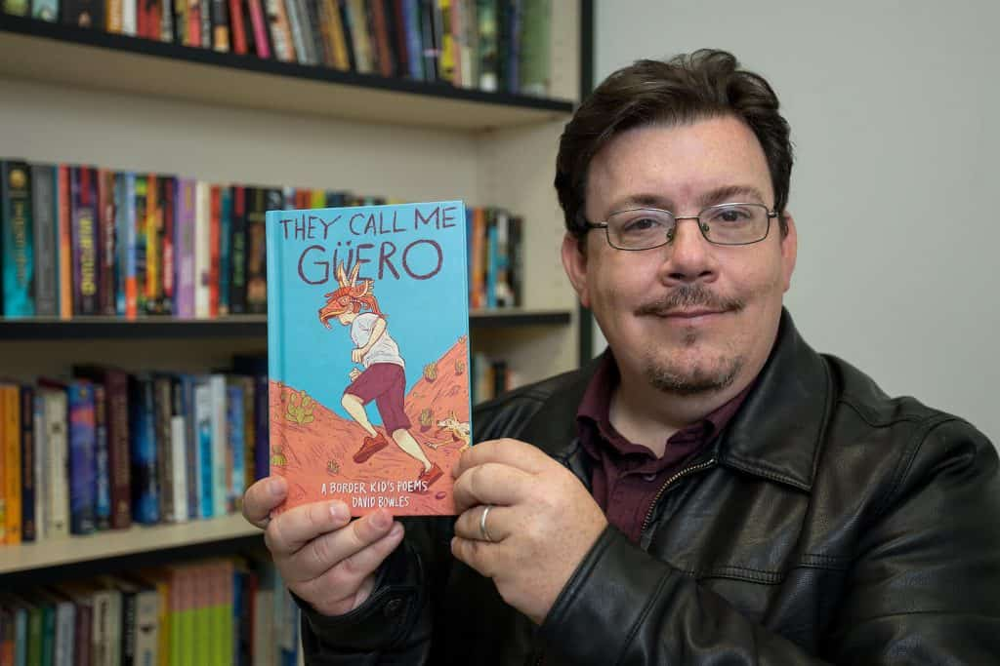 THEY CALL ME
GÜERO
A BORDER KID'S POEMS
DAVID BOWLES